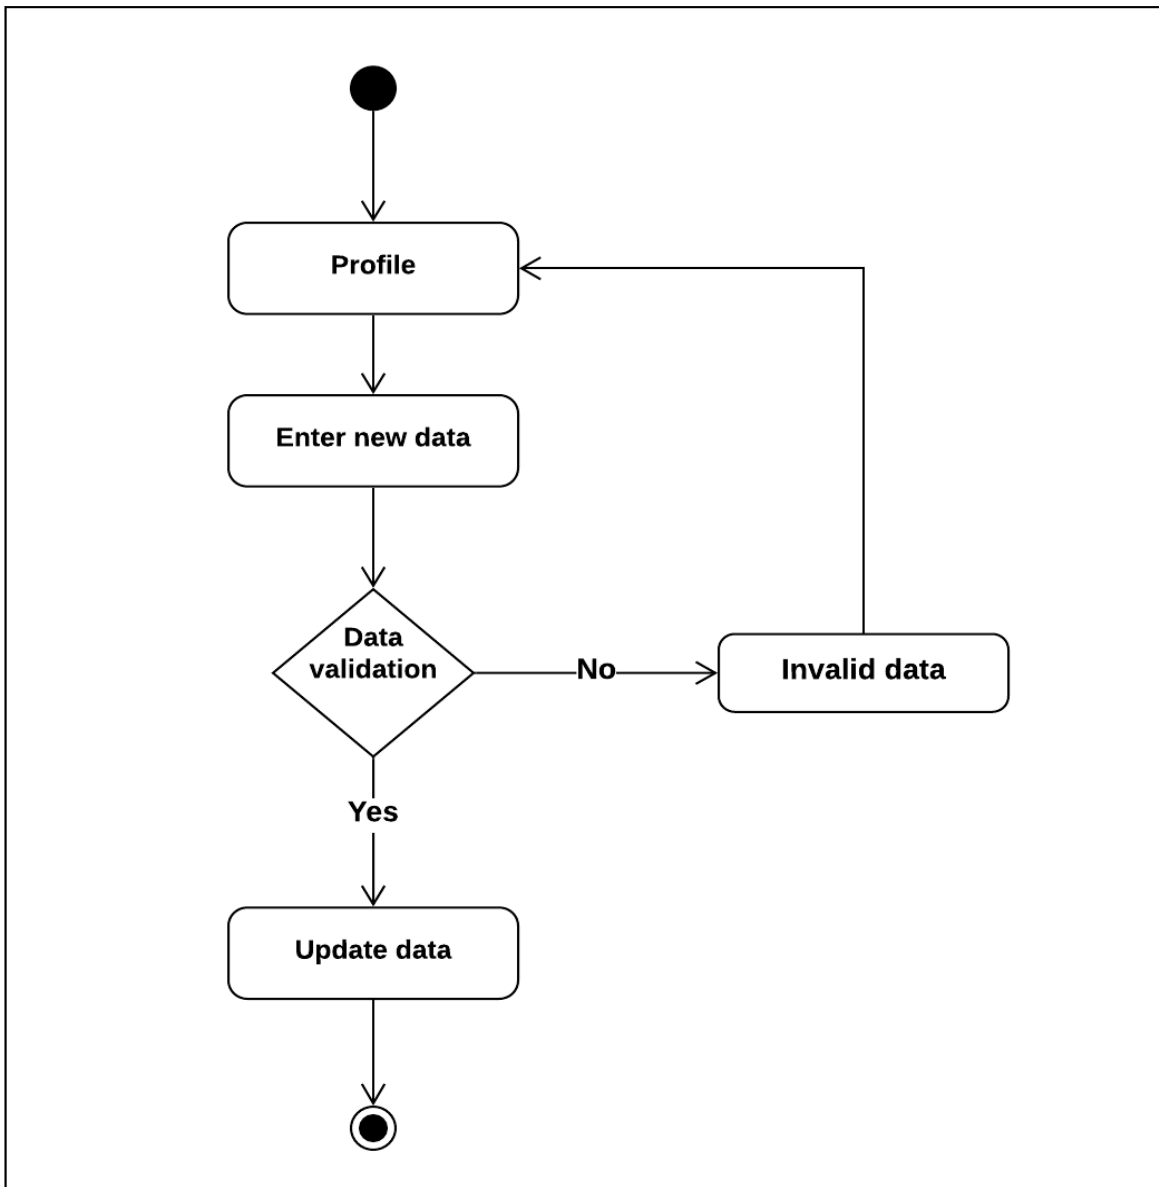 Profile
Enter new data
Data
validation
No
Invalid data
Yes
Update data